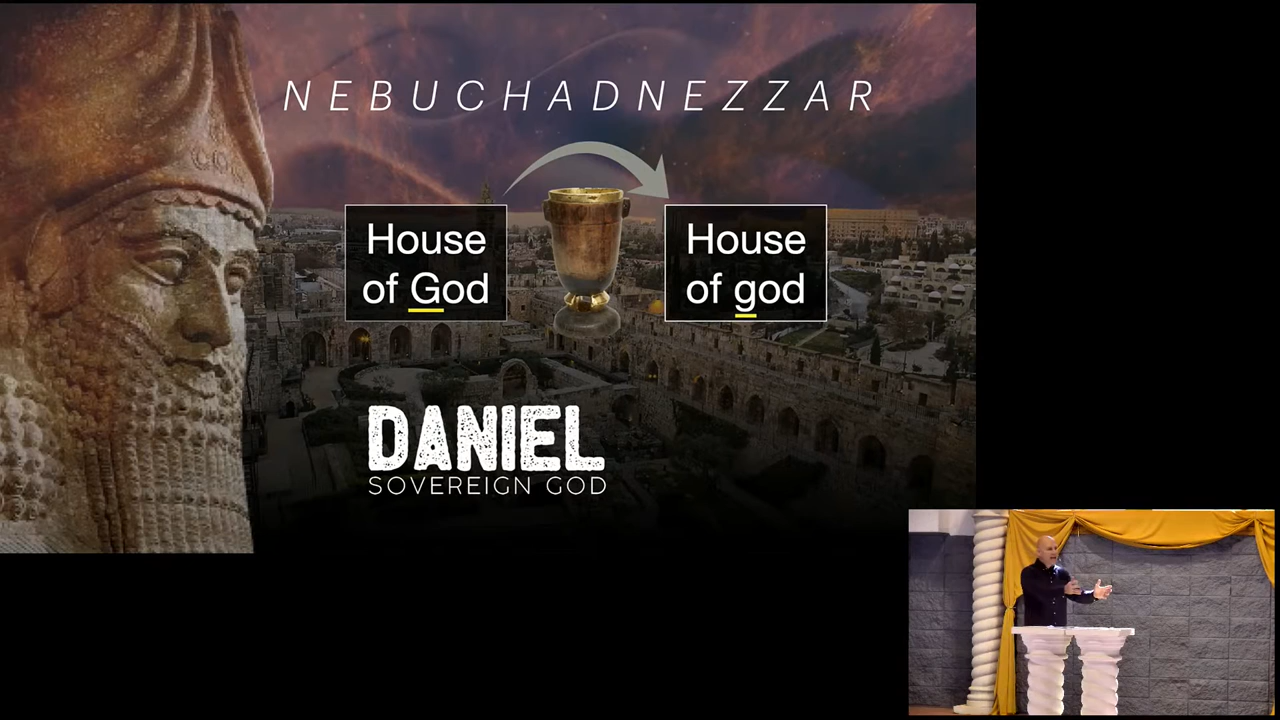 NEBUCHADNEZZAR
House
of God
House
of god
DANIEL
SOVEREIGN GOD